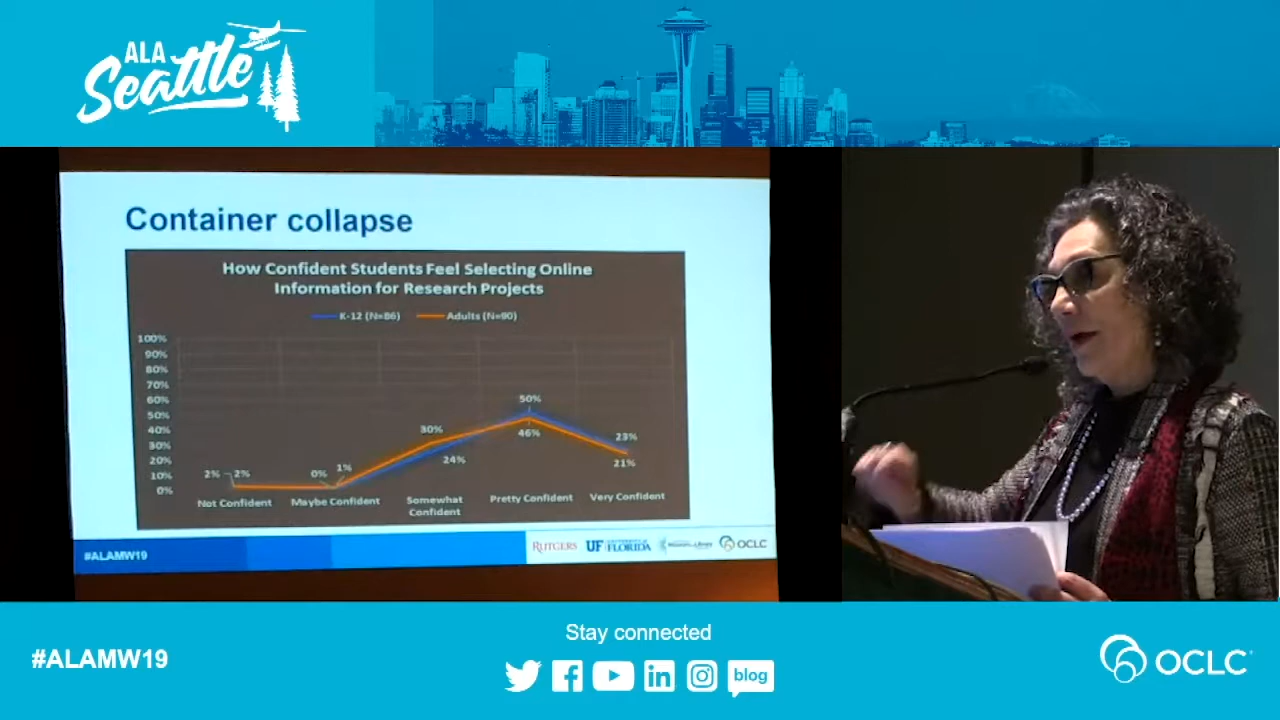 ALA
Seattle
Container collapse
How Confident Students Feel Selecting Online
Information for Research Projects
K-12 (N=86) Adults (N=90)
100%
90%
80%
70%
60%
50%
40%
30%
20%
10%
0%
2% 2%
0% 1%
30%
24%
50%
46%
23%
21%
Not Confident Maybe Confident Somewhat Confident Pretty Confident Very Confident
#ALAMW19
RUTGERS UF UNIVERSITY of FLORIDA OCLC
Stay connected
#ALAMW19
blog
OCLC